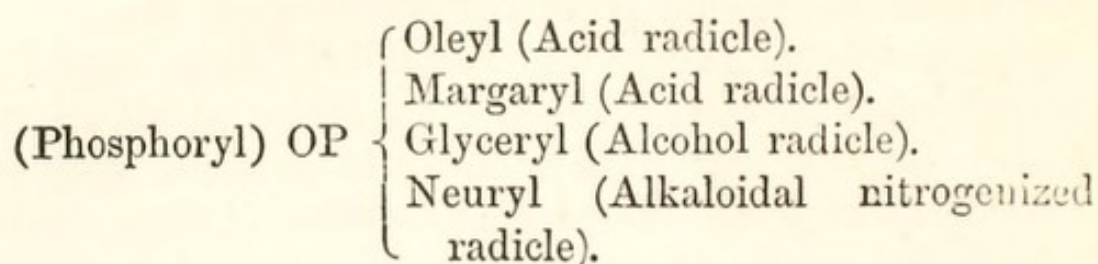 Oleyl (Acid radicle).
Margaryl (Acid radicle).
(Phosphoryl) OP
Glyceryl (Alcohol radicle).
Neuryl (Alkaloidal nitrogenized
radicle).